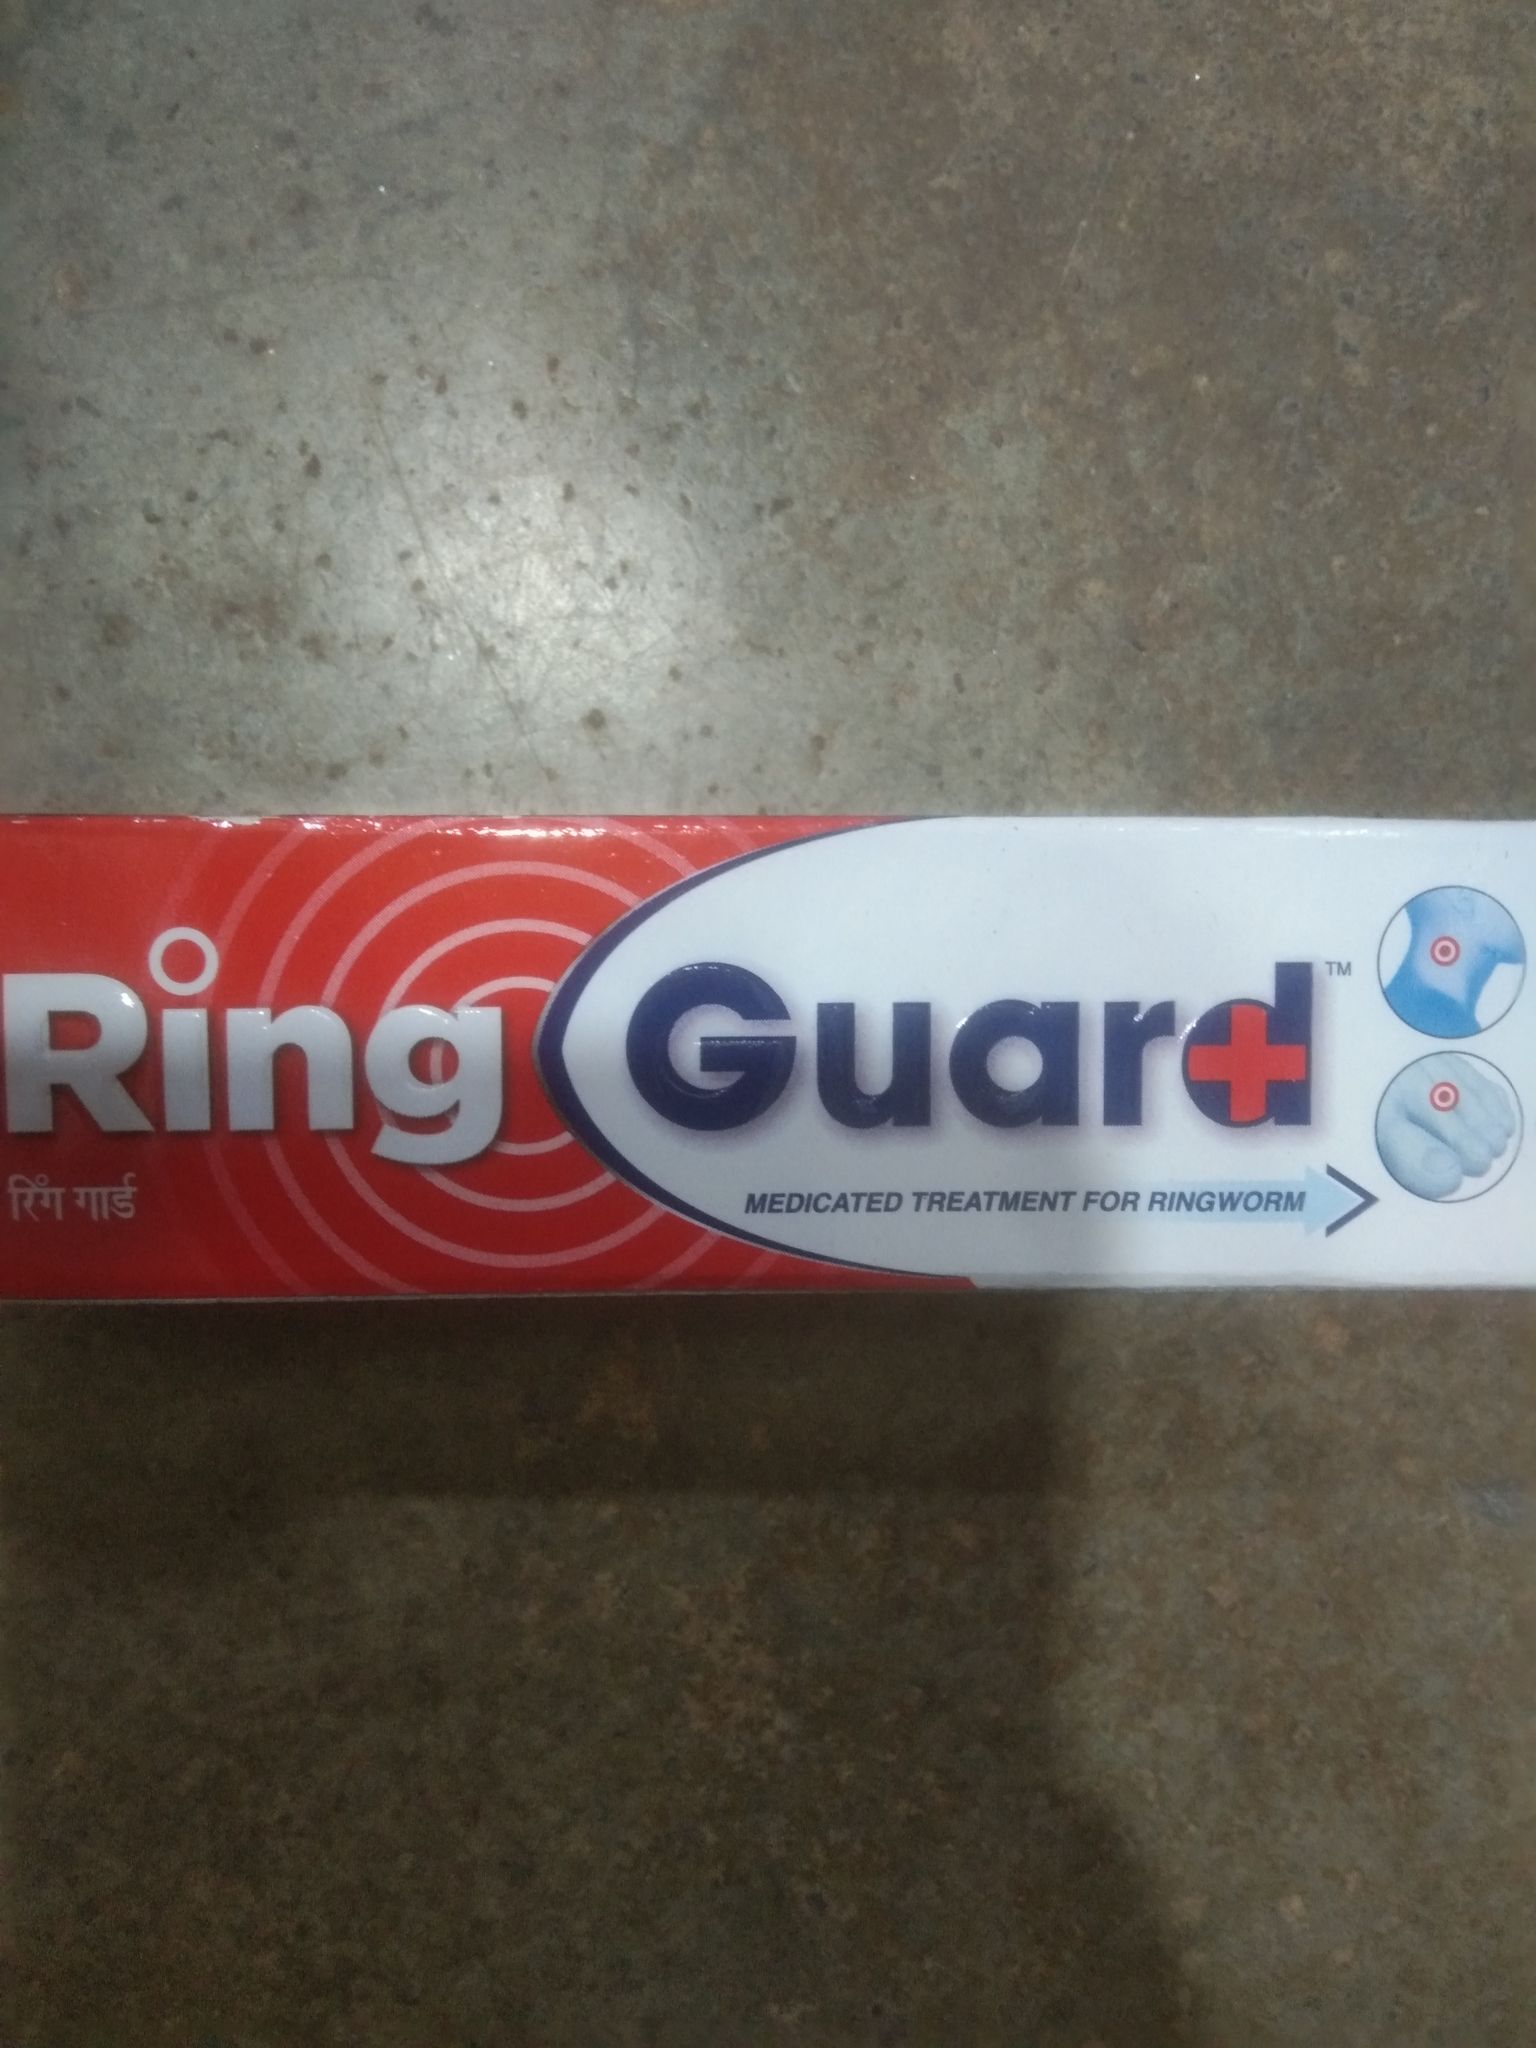 Ring Guard™
रिंग गार्ड
MEDICATED TREATMENT FOR RINGWORM